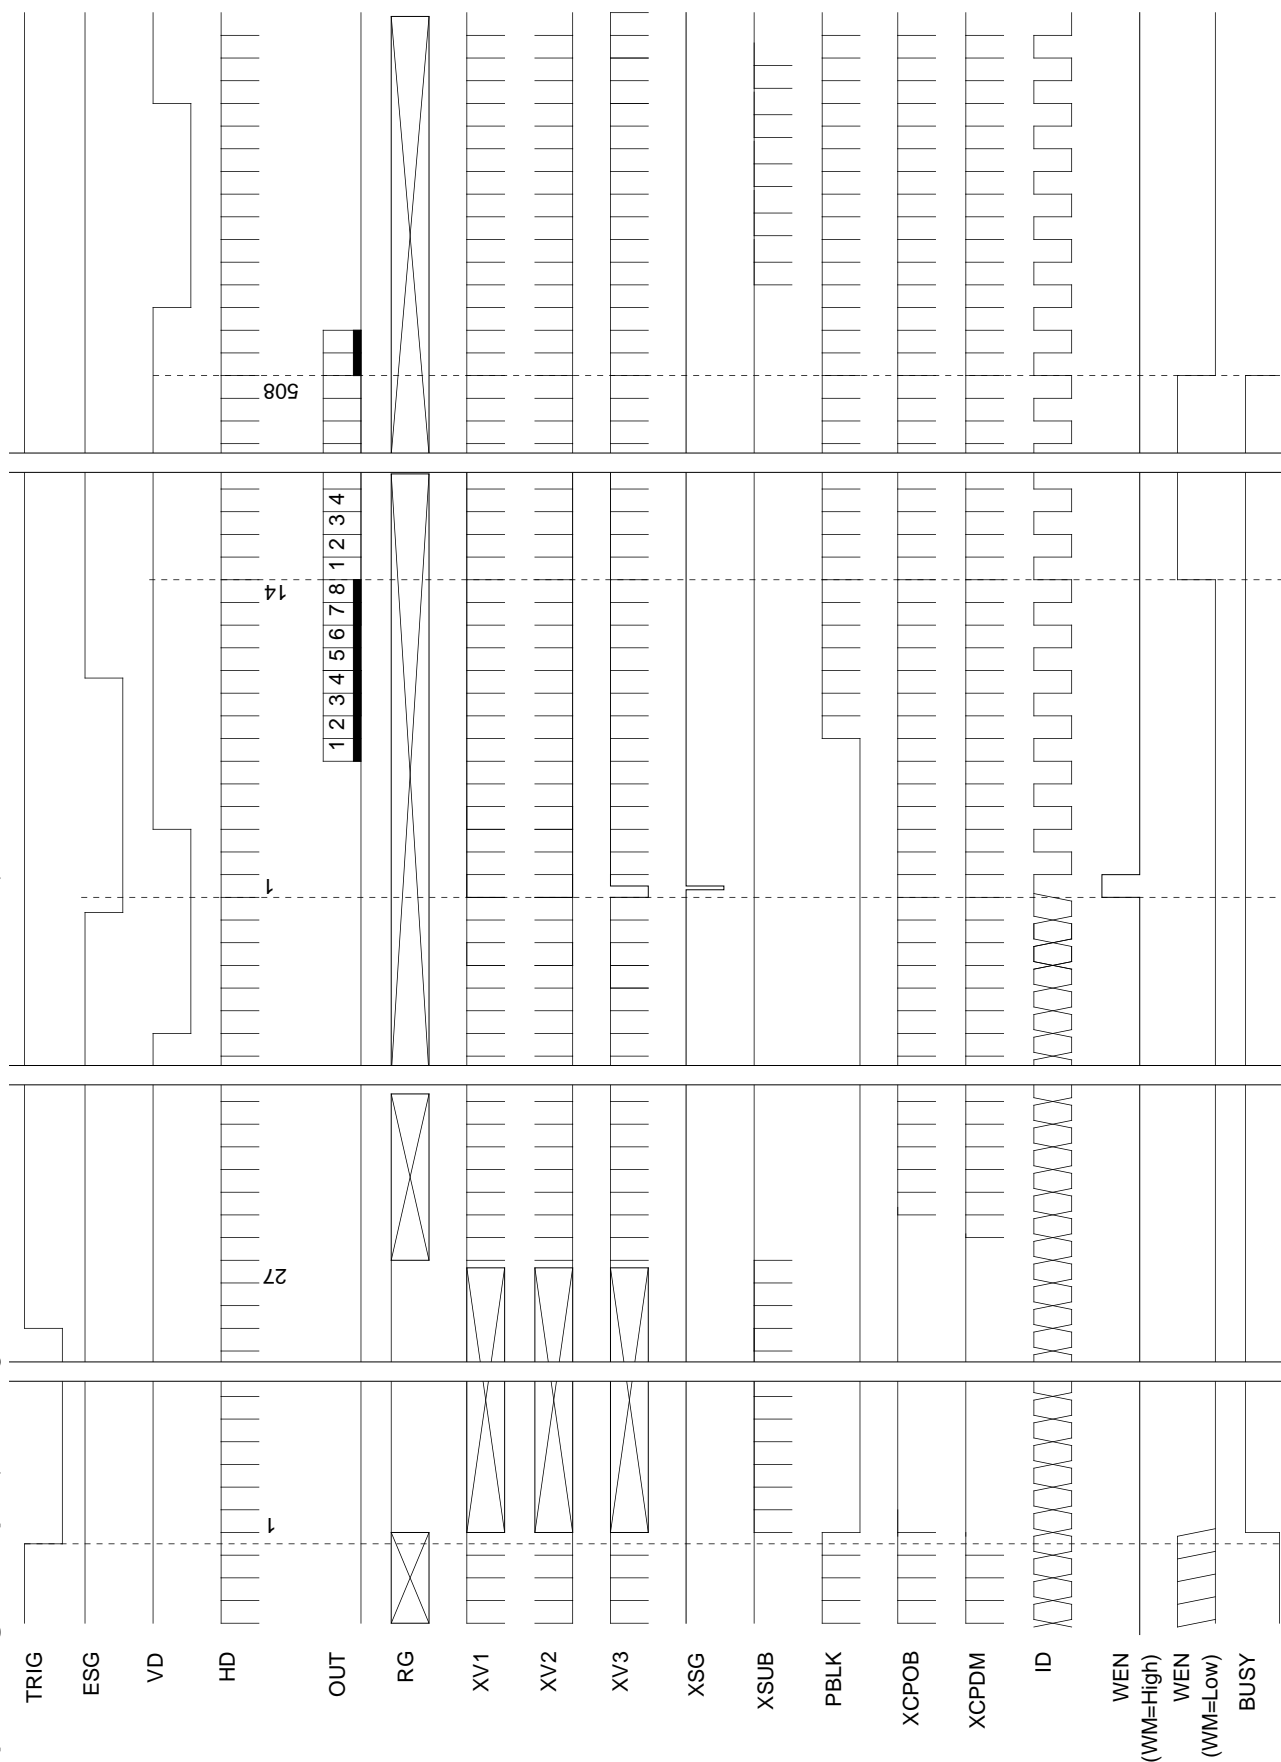 TRIG
ESG
VD
HD
1
27
1
14
508
OUT
1 2 3 4 5 6 7 8 1 2 3 4
RG
XV1
XV2
XV3
XSG
XSUB
PBLK
XCPOB
XCPDM
ID
WEN
(WM=High)
WEN
(WM=Low)
BUSY